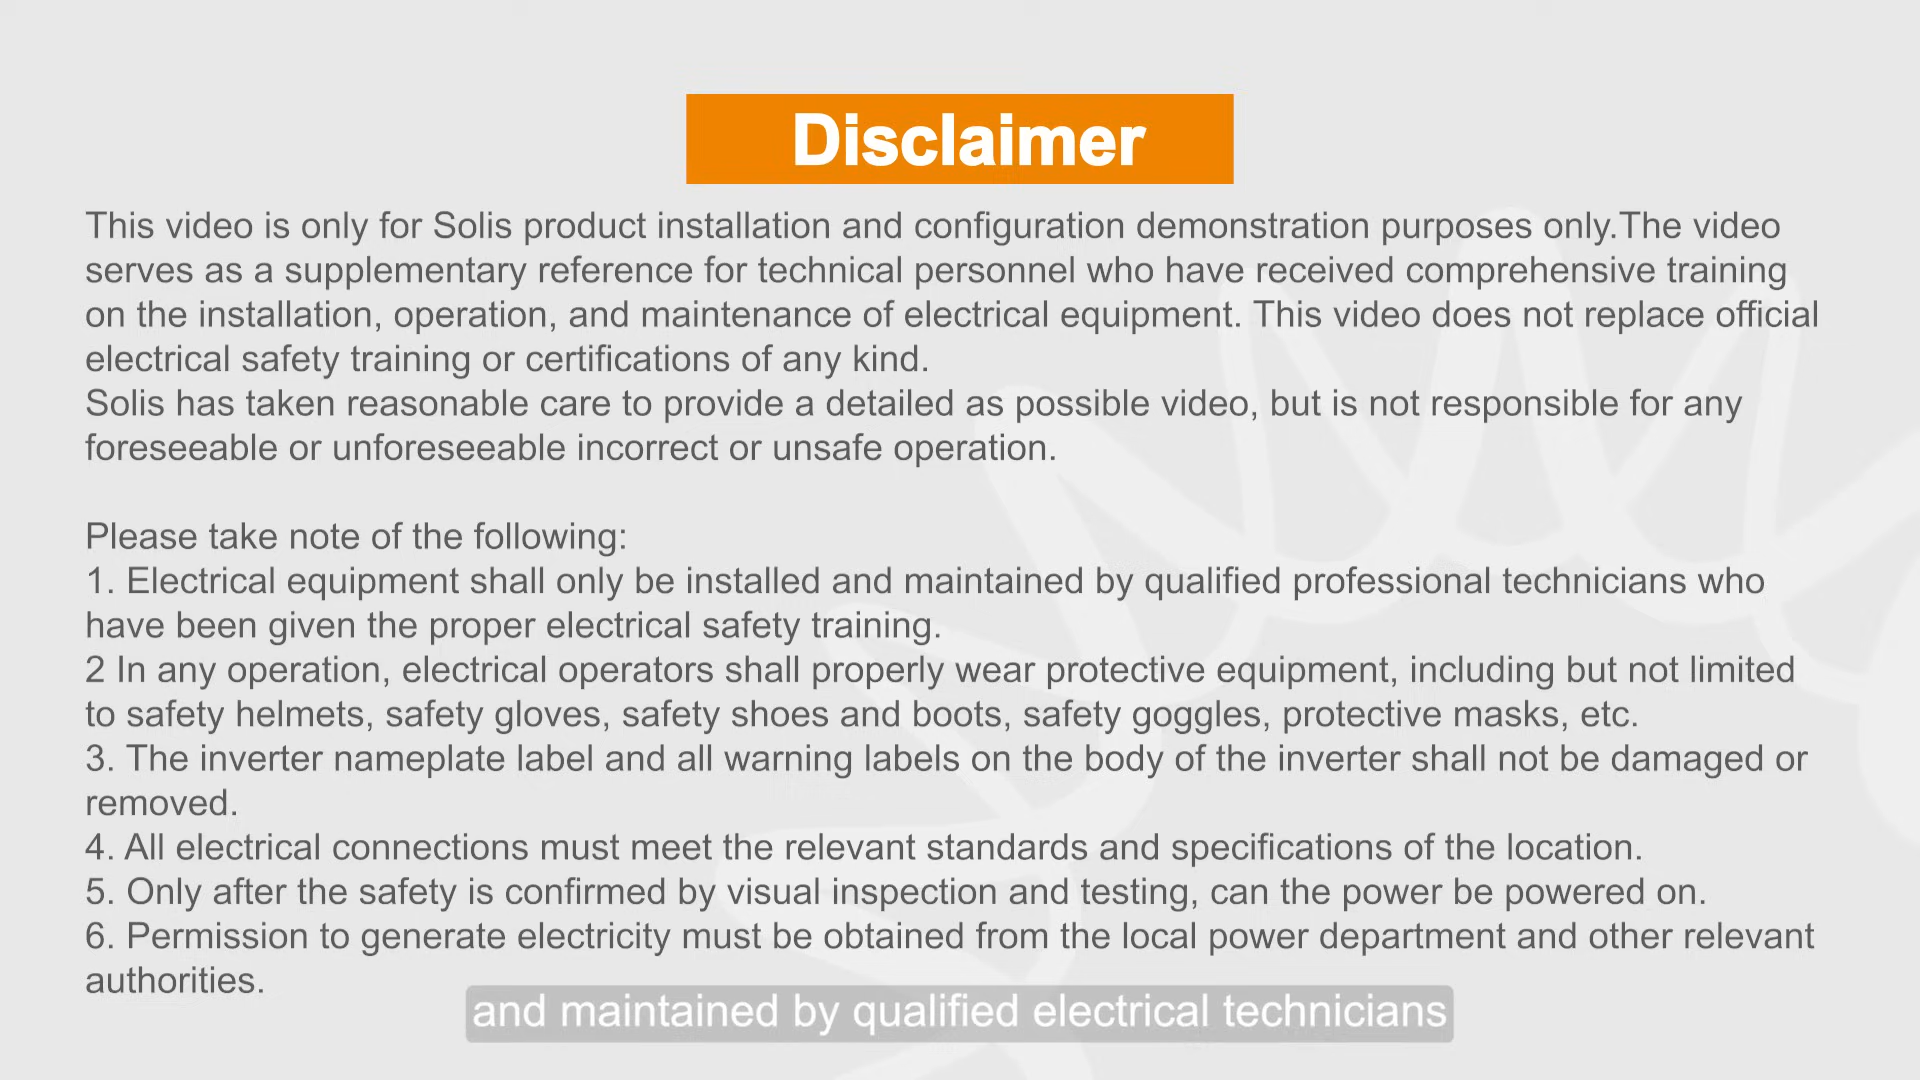 Disclaimer
This video is only for Solis product installation and configuration demonstration purposes only.The video
serves as a supplementary reference for technical personnel who have received comprehensive training
on the installation, operation, and maintenance of electrical equipment. This video does not replace official
electrical safety training or certifications of any kind.
Solis has taken reasonable care to provide a detailed as possible video, but is not responsible for any
foreseeable or unforeseeable incorrect or unsafe operation.
Please take note of the following:
1. Electrical equipment shall only be installed and maintained by qualified professional technicians who
have been given the proper electrical safety training.
2 In any operation, electrical operators shall properly wear protective equipment, including but not limited
to safety helmets, safety gloves, safety shoes and boots, safety goggles, protective masks, etc.
3. The inverter nameplate label and all warning labels on the body of the inverter shall not be damaged or
removed.
4. All electrical connections must meet the relevant standards and specifications of the location.
5. Only after the safety is confirmed by visual inspection and testing, can the power be powered on.
6. Permission to generate electricity must be obtained from the local power department and other relevant
authorities.
and maintained by qualified electrical technicians